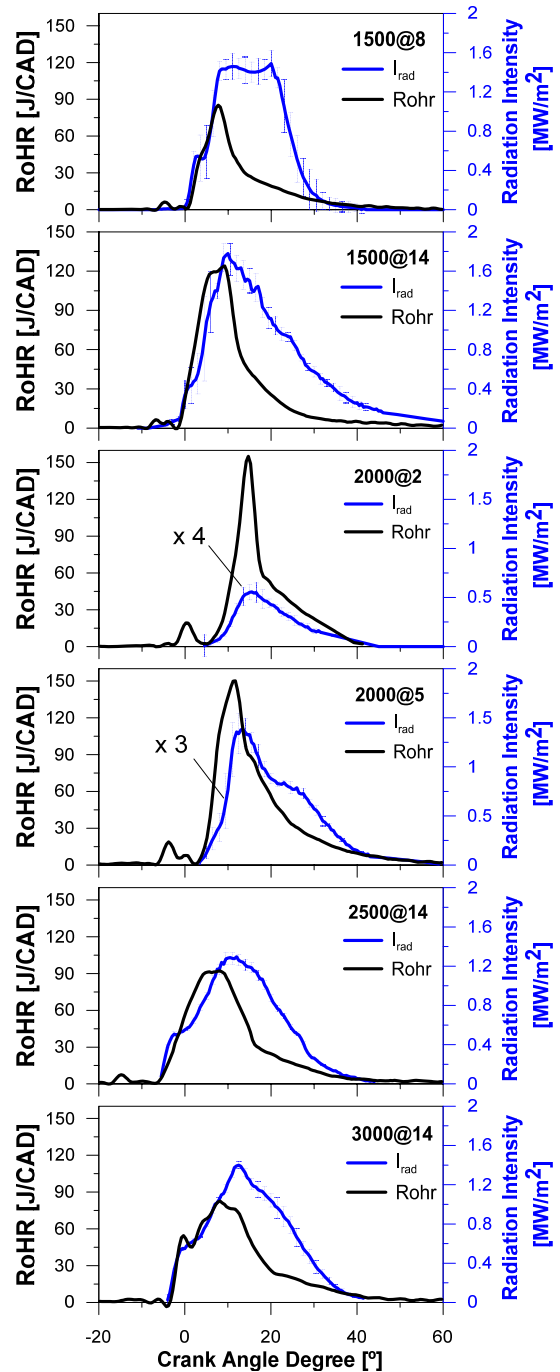 1500@8
I_rad
Rohr
RoHR [J/CAD]
150
120
90
60
30
0
Radiation Intensity
[MW/m²]
2
1.6
1.2
0.8
0.4
0
1500@14
I_rad
Rohr
RoHR [J/CAD]
150
120
90
60
30
0
Radiation Intensity
[MW/m²]
2
1.6
1.2
0.8
0.4
0
2000@2
I_rad
Rohr
x 4
RoHR [J/CAD]
150
120
90
60
30
0
Radiation Intensity
[MW/m²]
2
1.5
1
0.5
0
2000@5
I_rad
Rohr
x 3
RoHR [J/CAD]
150
120
90
60
30
0
Radiation Intensity
[MW/m²]
2
1.5
1
0.5
0
2500@14
I_rad
Rohr
RoHR [J/CAD]
150
120
90
60
30
0
Radiation Intensity
[MW/m²]
2
1.6
1.2
0.8
0.4
0
3000@14
I_rad
Rohr
RoHR [J/CAD]
150
120
90
60
30
0
Radiation Intensity
[MW/m²]
2
1.6
1.2
0.8
0.4
0
-20 0 20 40 60
Crank Angle Degree [º]